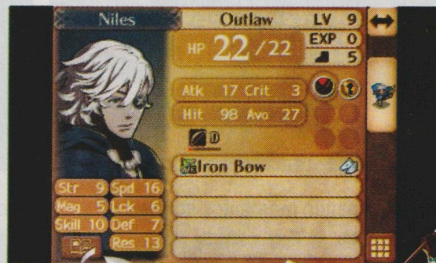 Niles
Outlaw LV 9
HP 22/22
EXP 0
5
Atk 17 Crit 3
Hit 98 Avo 27
D
Iron Bow
Str 9 Spd 16
Mag 5 Lck 6
Skill 10 Def 7
Res 13